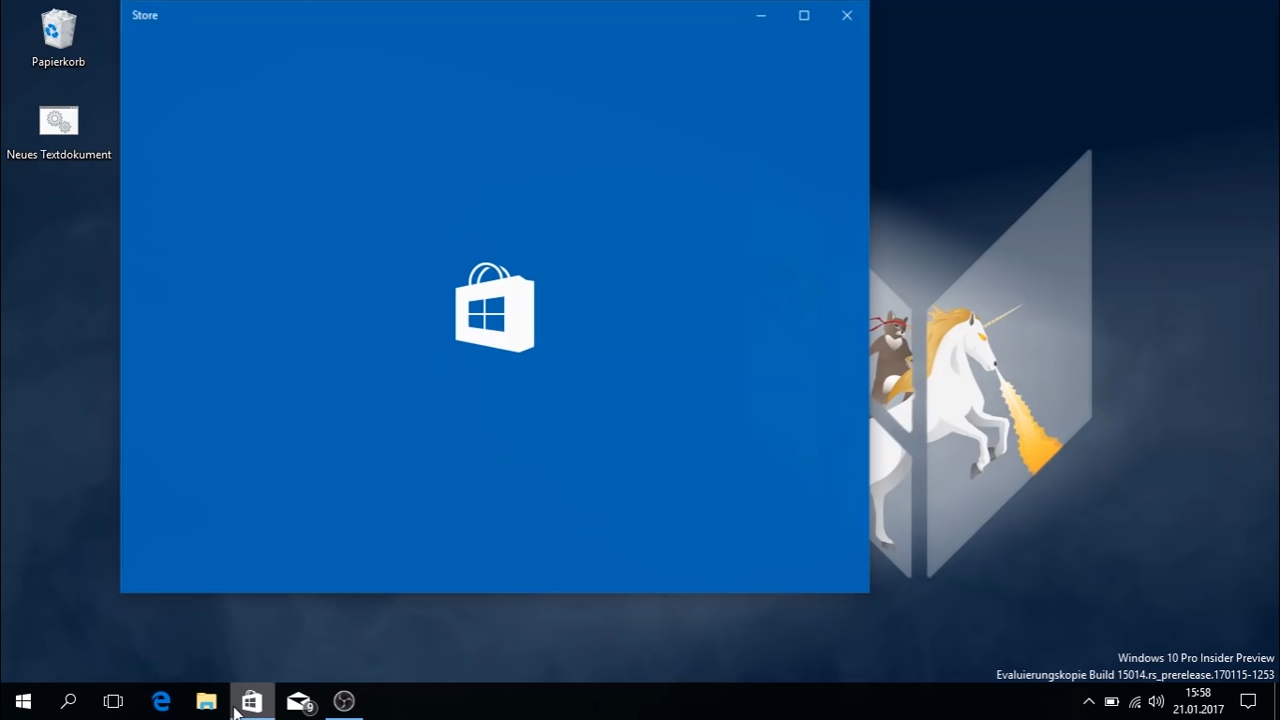 Store
Papierkorb
Neues Textdokument
Windows 10 Pro Insider Preview
Evaluierungskopie Build 15014.rs_prerelease.170115-1253
9
15:58
21.01.2017